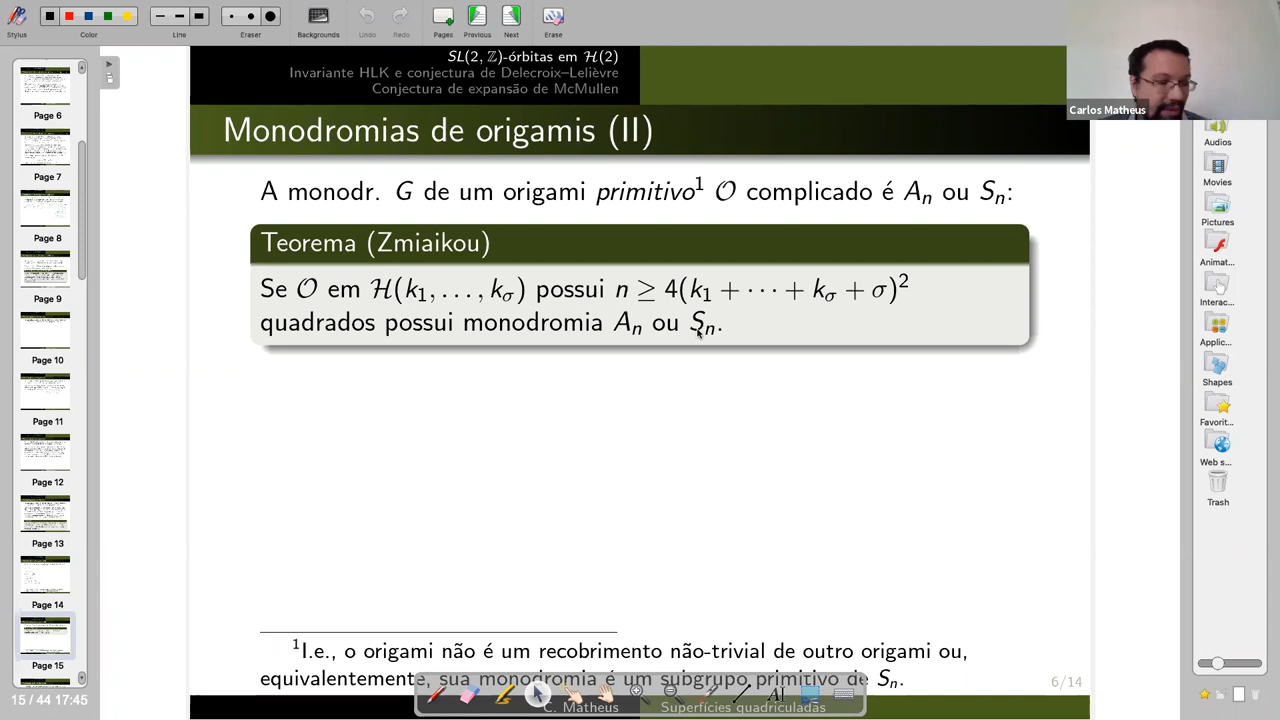 Stylus
Color
Line
Eraser
Backgrounds
Undo
Redo
Pages
Previous
Next
Erase
Page 6
Page 7
Page 8
Page 9
Page 10
Page 11
Page 12
Page 13
Page 14
Page 15
15 / 44 17:45
SL(2, ℤ)-órbitas em ℋ(2)
Invariante HLK e conjectura de Delecroix–Lelièvre
Conjectura de expansão de McMullen
Monodromias de origamis (II)
A monodr. G de um origami primitivo¹ 𝒪 complicado é Aₙ ou Sₙ:
Teorema (Zmiaikou)
Se 𝒪 em ℋ(k₁, . . . , k_σ) possui n ≥ 4(k₁ + · · · + k_σ + σ)²
quadrados possui monodromia Aₙ ou Sₙ.
¹I.e., o origami não é um recobrimento não-trivial de outro origami ou,
equivalentemente, sua monodromia é um subgrupo primitivo de Sₙ.
6/14
C. Matheus
Superfícies quadriculadas
Carlos Matheus
Audios
Movies
Pictures
Animat...
Interac...
Applic...
Shapes
Favorit...
Web s...
Trash